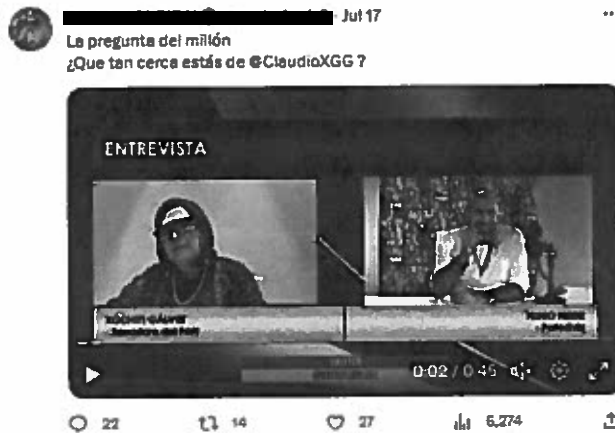 - Jul 17
La pregunta del millón
¿Que tan cerca estás de @ClaudioXGG ?
ENTREVISTA
0:02 / 0:45
22 14 27 6,274